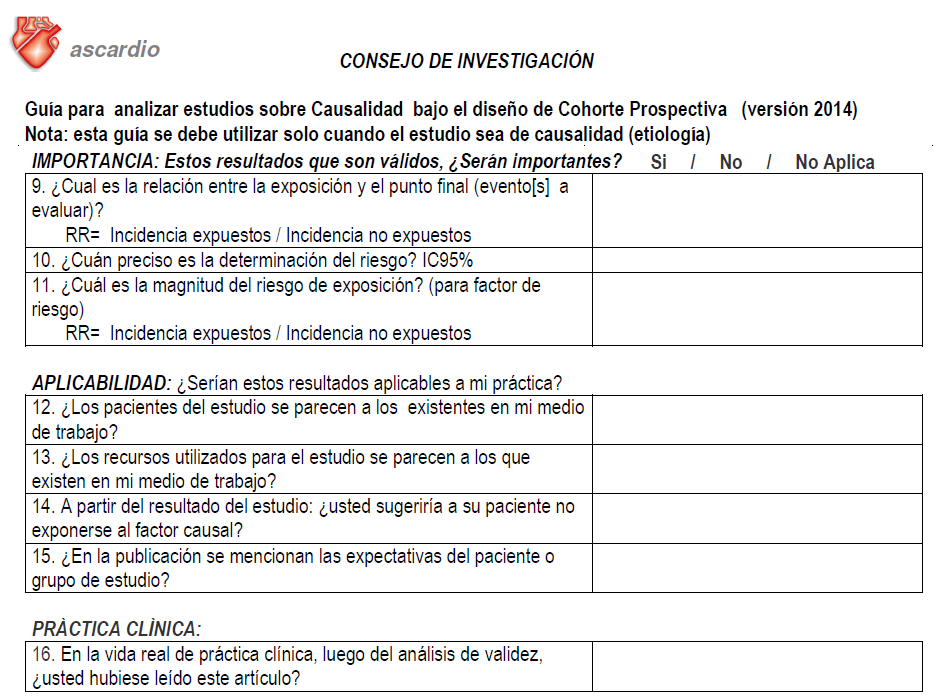 ascardio
CONSEJO DE INVESTIGACIÓN
Guía para analizar estudios sobre Causalidad bajo el diseño de Cohorte Prospectiva (versión 2014)
Nota: esta guía se debe utilizar solo cuando el estudio sea de causalidad (etiología)
IMPORTANCIA: Estos resultados que son válidos, ¿Serán importantes? Si / No / No Aplica
9. ¿Cual es la relación entre la exposición y el punto final (evento[s] a
evaluar)?
RR= Incidencia expuestos / Incidencia no expuestos
10. ¿Cuán preciso es la determinación del riesgo? IC95%
11. ¿Cuál es la magnitud del riesgo de exposición? (para factor de
riesgo)
RR= Incidencia expuestos / Incidencia no expuestos
APLICABILIDAD: ¿Serían estos resultados aplicables a mi práctica?
12. ¿Los pacientes del estudio se parecen a los existentes en mi medio
de trabajo?
13. ¿Los recursos utilizados para el estudio se parecen a los que
existen en mi medio de trabajo?
14. A partir del resultado del estudio: ¿usted sugeriría a su paciente no
exponerse al factor causal?
15. ¿En la publicación se mencionan las expectativas del paciente o
grupo de estudio?
PRÀCTICA CLÌNICA:
16. En la vida real de práctica clínica, luego del análisis de validez,
¿usted hubiese leído este artículo?